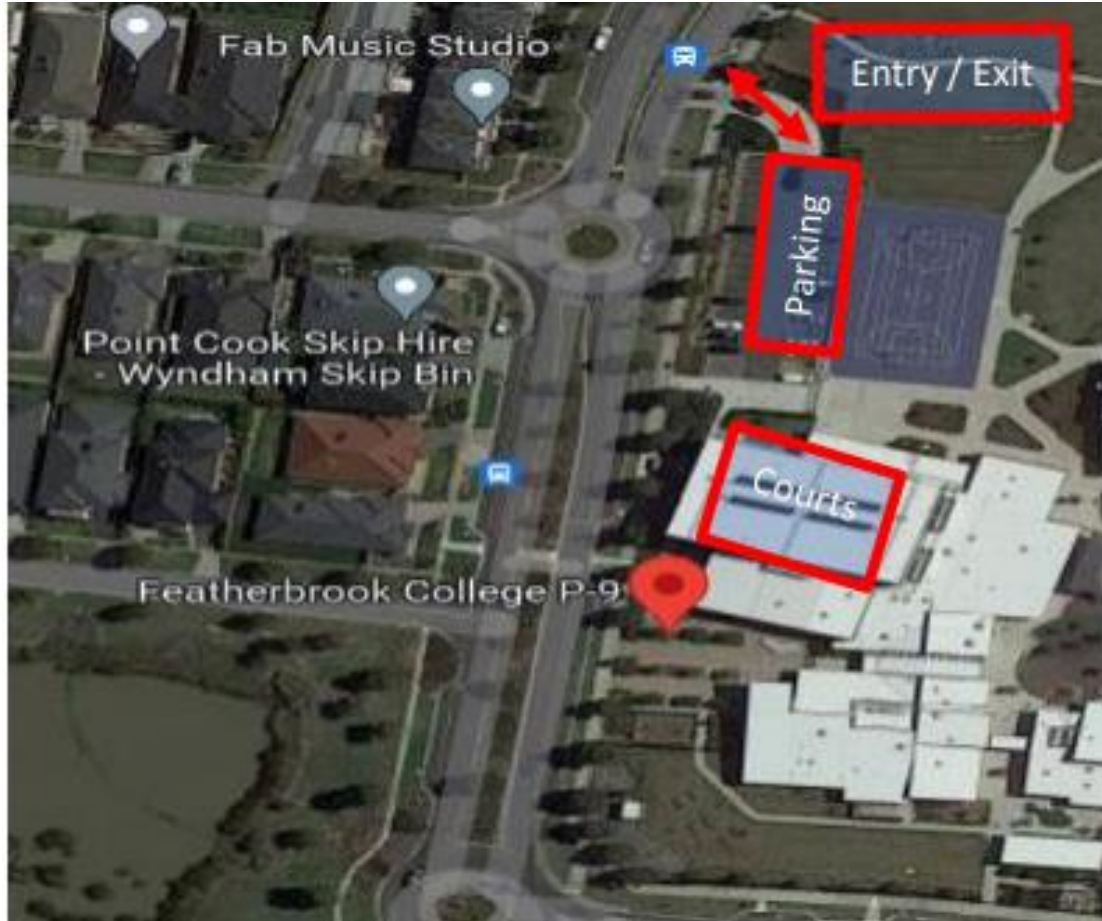 Fab Music Studio
Entry / Exit
Parking
Point Cook Skip Hire
- Wyndham Skip Bin
Courts
Featherbrook College P-9